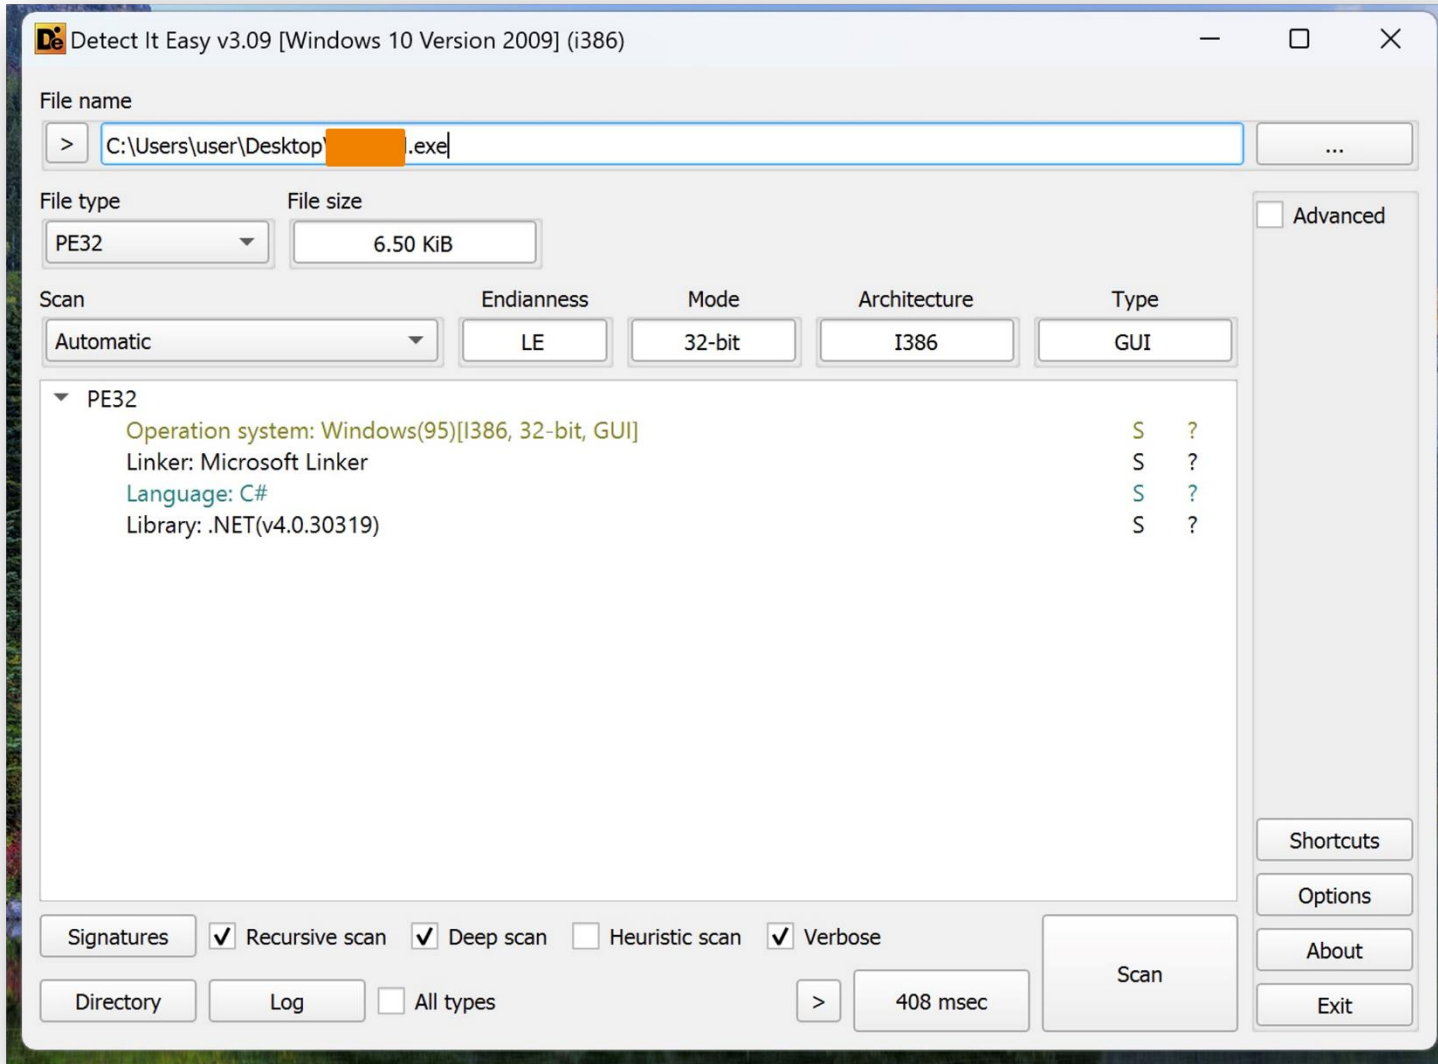 Detect It Easy v3.09 [Windows 10 Version 2009] (i386)
File name
> C:\Users\user\Desktop\ .exe ...
File type File size
PE32 6.50 KiB
Advanced
Scan Endianness Mode Architecture Type
Automatic LE 32-bit I386 GUI
PE32
Operation system: Windows(95)[I386, 32-bit, GUI] S ?
Linker: Microsoft Linker S ?
Language: C# S ?
Library: .NET(v4.0.30319) S ?
Shortcuts
Options
Signatures Recursive scan Deep scan Heuristic scan Verbose
About
Scan
Directory Log All types > 408 msec
Exit